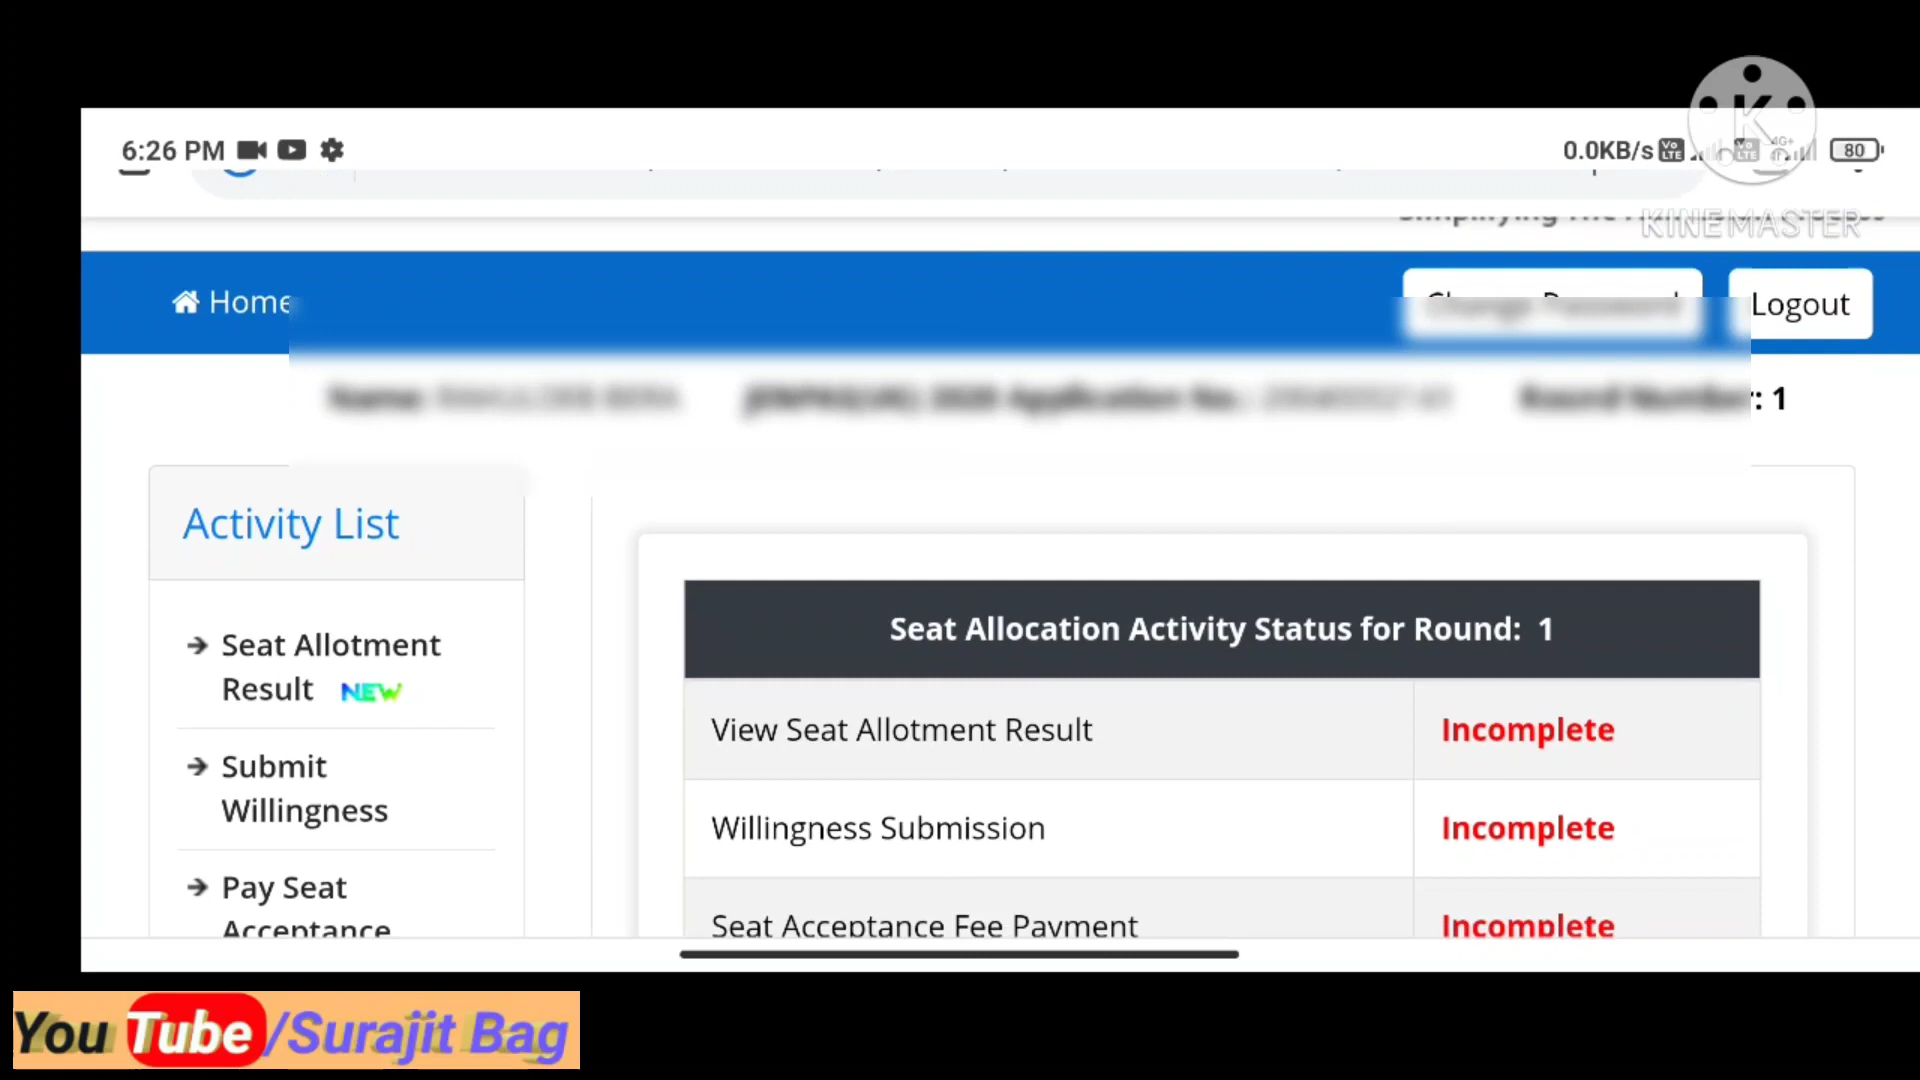 6:26 PM
0.0KB/s
80
KINEMASTER
Home
Logout
: 1
Activity List
Seat Allotment
Result NEW
Submit
Willingness
Pay Seat
Acceptance
Seat Allocation Activity Status for Round: 1
View Seat Allotment Result Incomplete
Willingness Submission Incomplete
Seat Acceptance Fee Payment Incomplete
You Tube/Surajit Bag